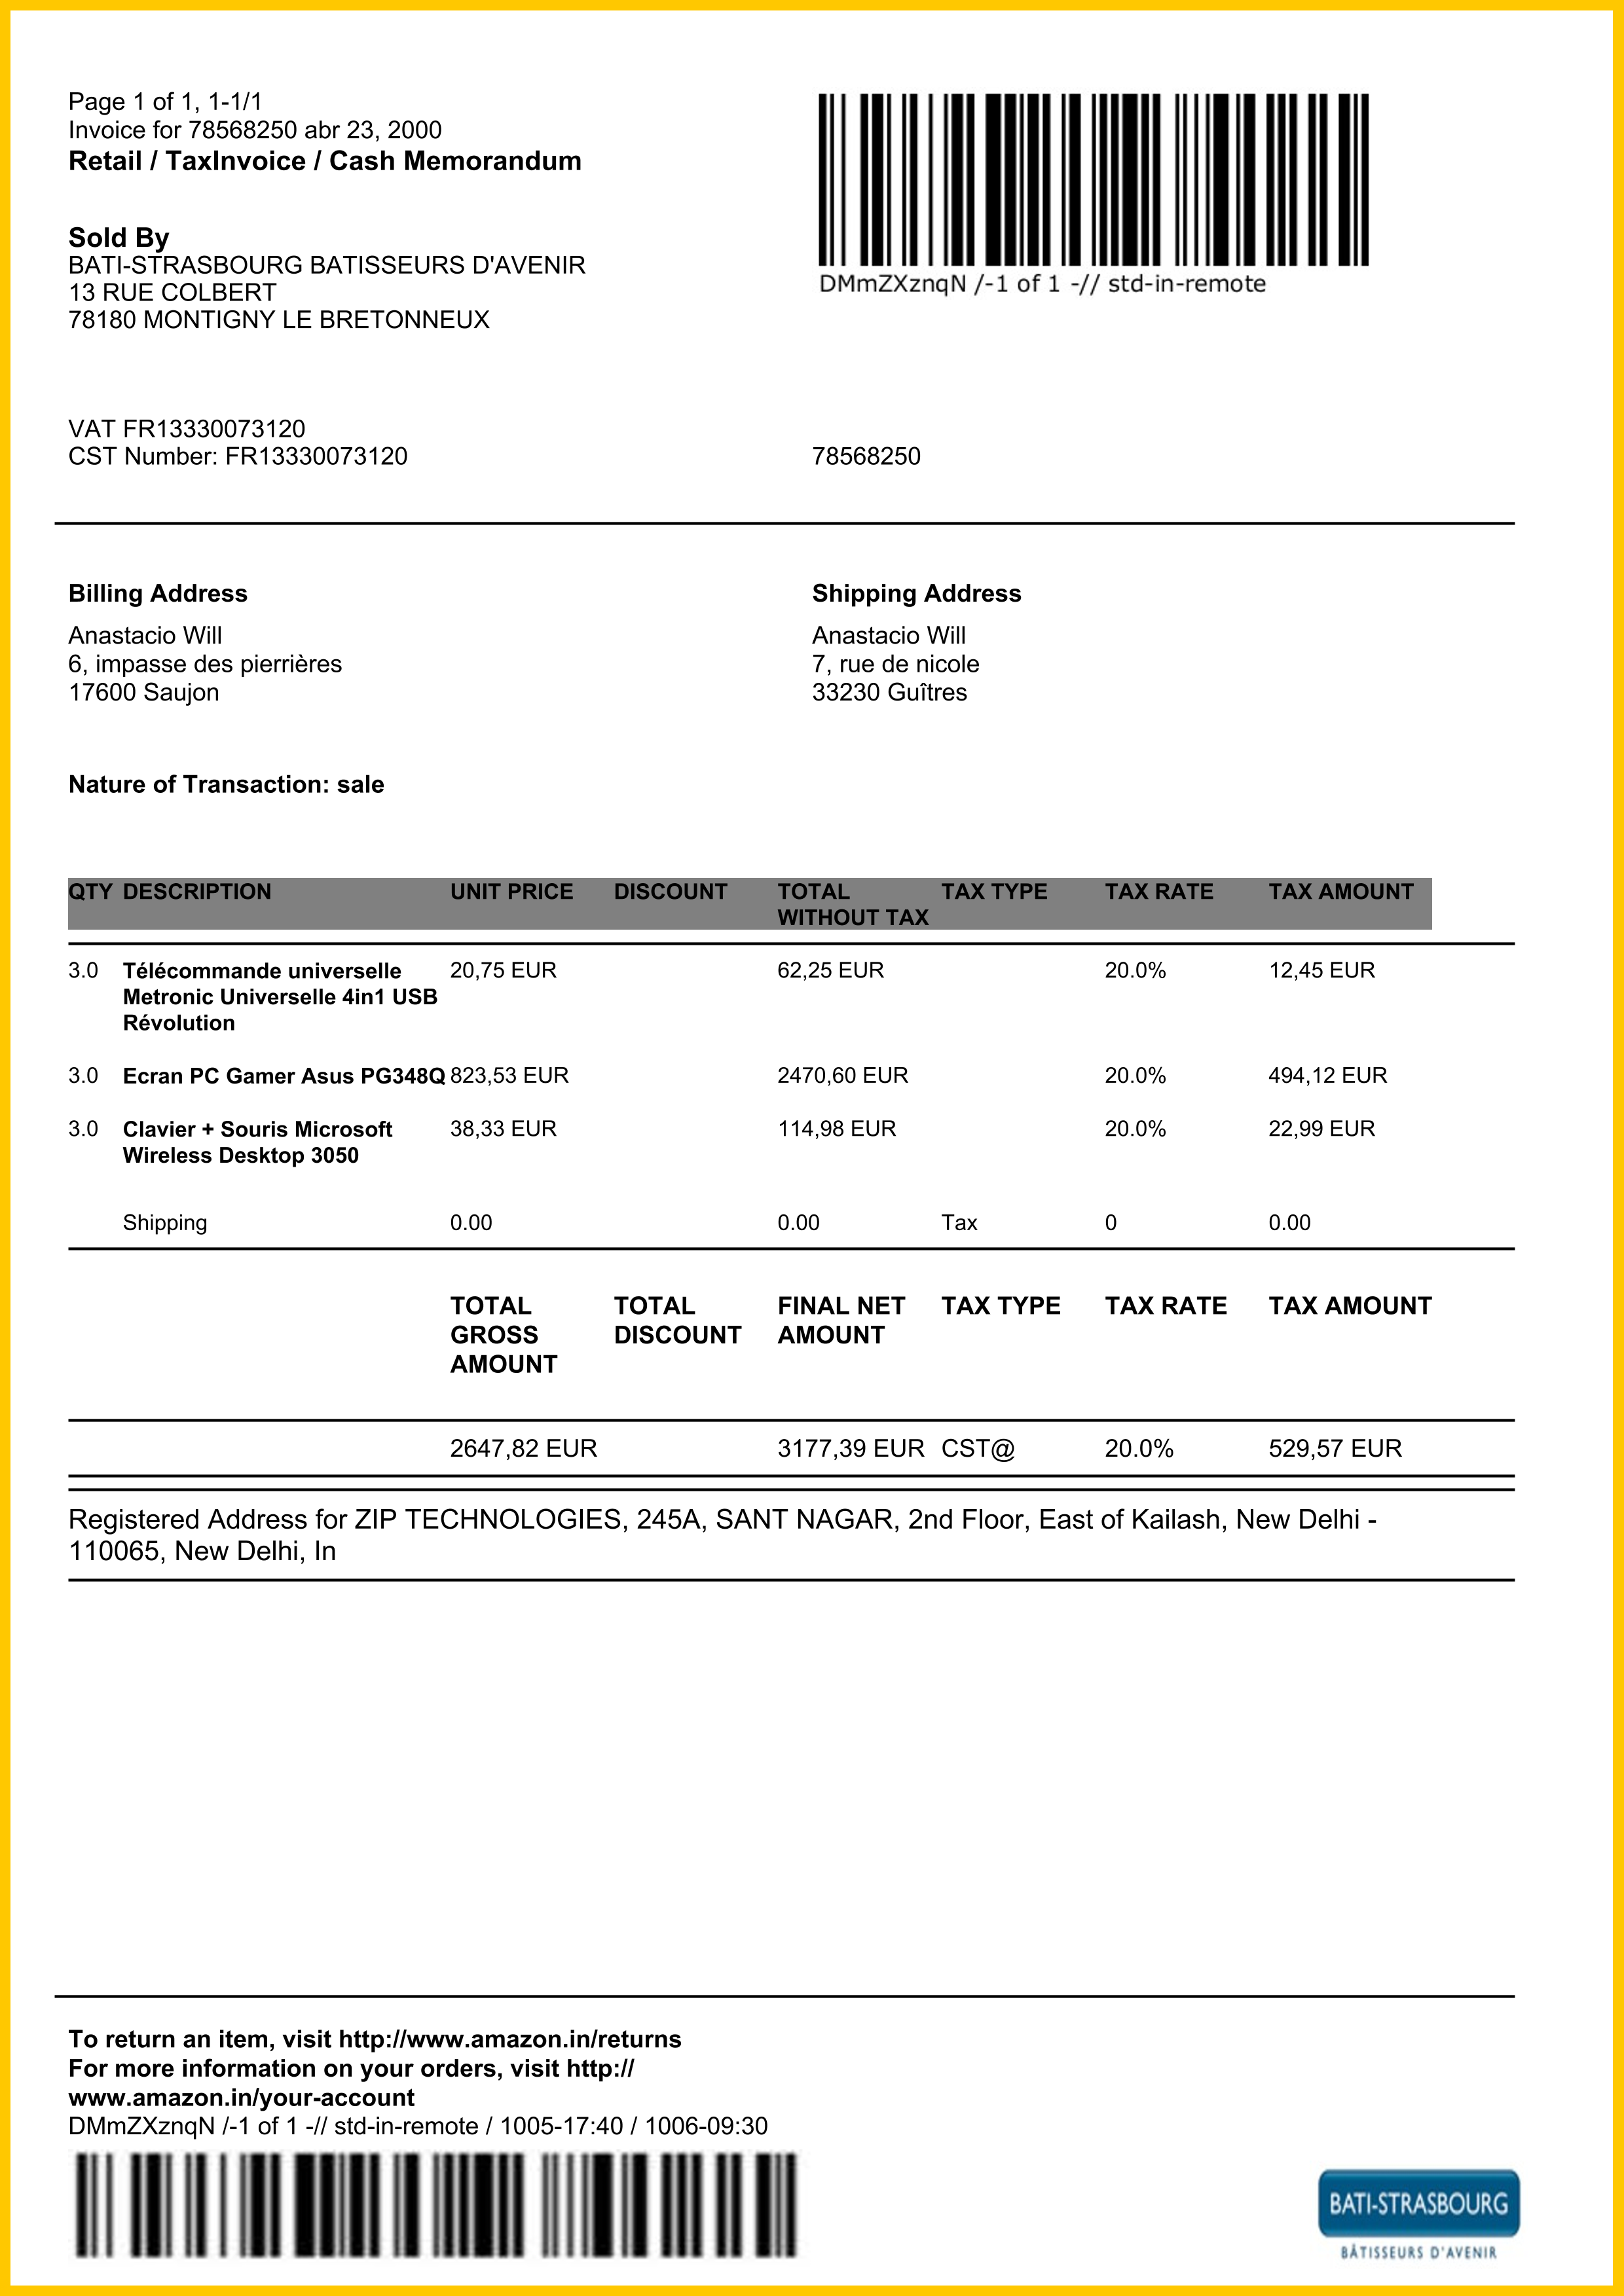 Page 1 of 1, 1-1/1
Invoice for 78568250 abr 23, 2000
Retail / TaxInvoice / Cash Memorandum
DMmZXznqN /-1 of 1 -// std-in-remote
Sold By
BATI-STRASBOURG BATISSEURS D'AVENIR
13 RUE COLBERT
78180 MONTIGNY LE BRETONNEUX
VAT FR13330073120
CST Number: FR13330073120 78568250
Billing Address
Anastacio Will
6, impasse des pierrières
17600 Saujon
Shipping Address
Anastacio Will
7, rue de nicole
33230 Guîtres
Nature of Transaction: sale
QTY DESCRIPTION UNIT PRICE DISCOUNT TOTAL TAX TYPE TAX RATE TAX AMOUNT
WITHOUT TAX
3.0 Télécommande universelle 20,75 EUR 62,25 EUR 20.0% 12,45 EUR
Metronic Universelle 4in1 USB
Révolution
3.0 Ecran PC Gamer Asus PG348Q 823,53 EUR 2470,60 EUR 20.0% 494,12 EUR
3.0 Clavier + Souris Microsoft 38,33 EUR 114,98 EUR 20.0% 22,99 EUR
Wireless Desktop 3050
Shipping 0.00 0.00 Tax 0 0.00
TOTAL TOTAL FINAL NET TAX TYPE TAX RATE TAX AMOUNT
GROSS DISCOUNT AMOUNT
AMOUNT
2647,82 EUR 3177,39 EUR CST@ 20.0% 529,57 EUR
Registered Address for ZIP TECHNOLOGIES, 245A, SANT NAGAR, 2nd Floor, East of Kailash, New Delhi -
110065, New Delhi, In
To return an item, visit http://www.amazon.in/returns
For more information on your orders, visit http://
www.amazon.in/your-account
DMmZXznqN /-1 of 1 -// std-in-remote / 1005-17:40 / 1006-09:30
BATI-STRASBOURG
BÂTISSEURS D'AVENIR